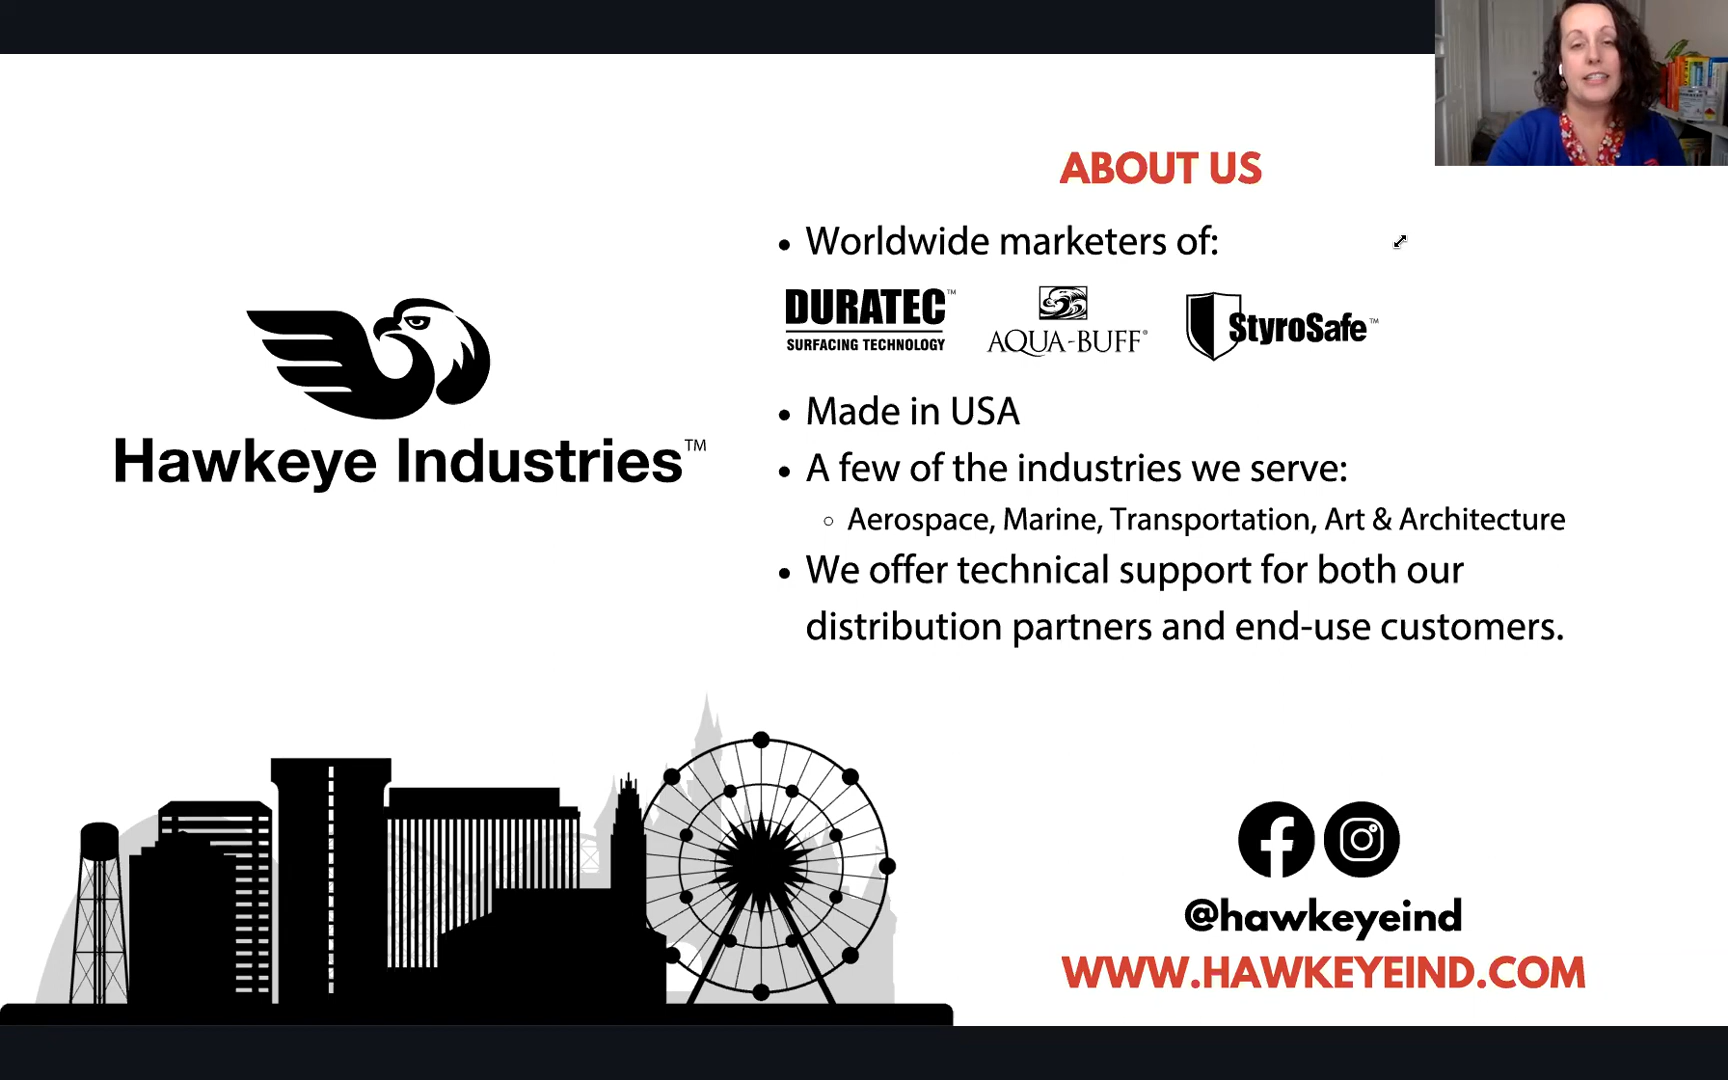 Hawkeye Industries™
ABOUT US
• Worldwide marketers of:
DURATEC™
SURFACING TECHNOLOGY
AQUA-BUFF®
StyroSafe™
• Made in USA
• A few of the industries we serve:
◦ Aerospace, Marine, Transportation, Art & Architecture
• We offer technical support for both our
distribution partners and end-use customers.
@hawkeyeind
WWW.HAWKEYEIND.COM